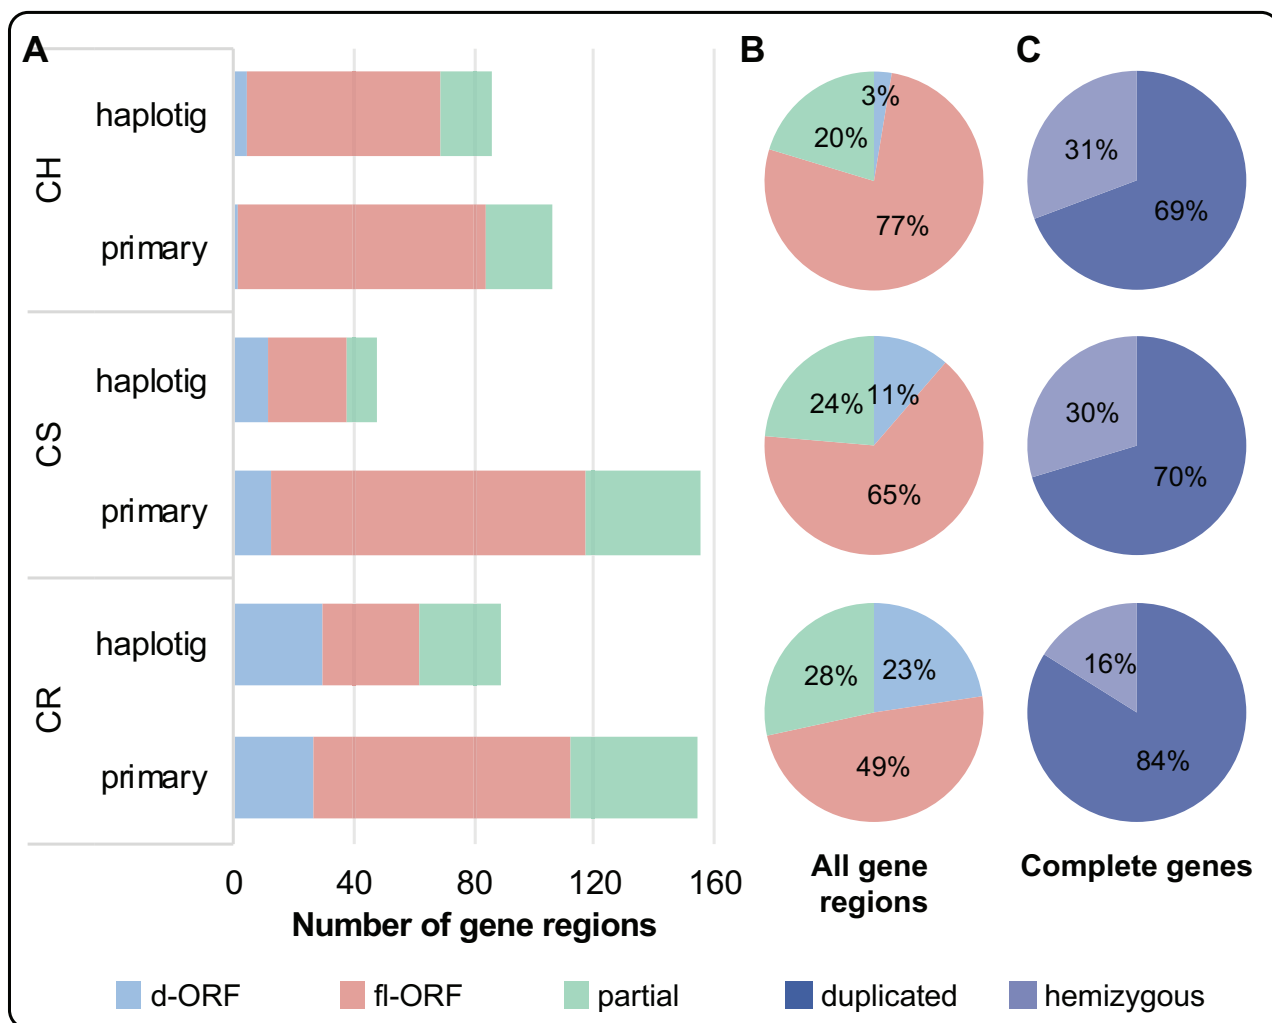 A
B
C
CH
haplotig
primary
CS
haplotig
primary
CR
haplotig
primary
0 40 80 120 160
Number of gene regions
3%
20%
77%
31%
69%
24%
11%
65%
30%
70%
28%
23%
49%
16%
84%
All gene
regions
Complete genes
d-ORF
fl-ORF
partial
duplicated
hemizygous